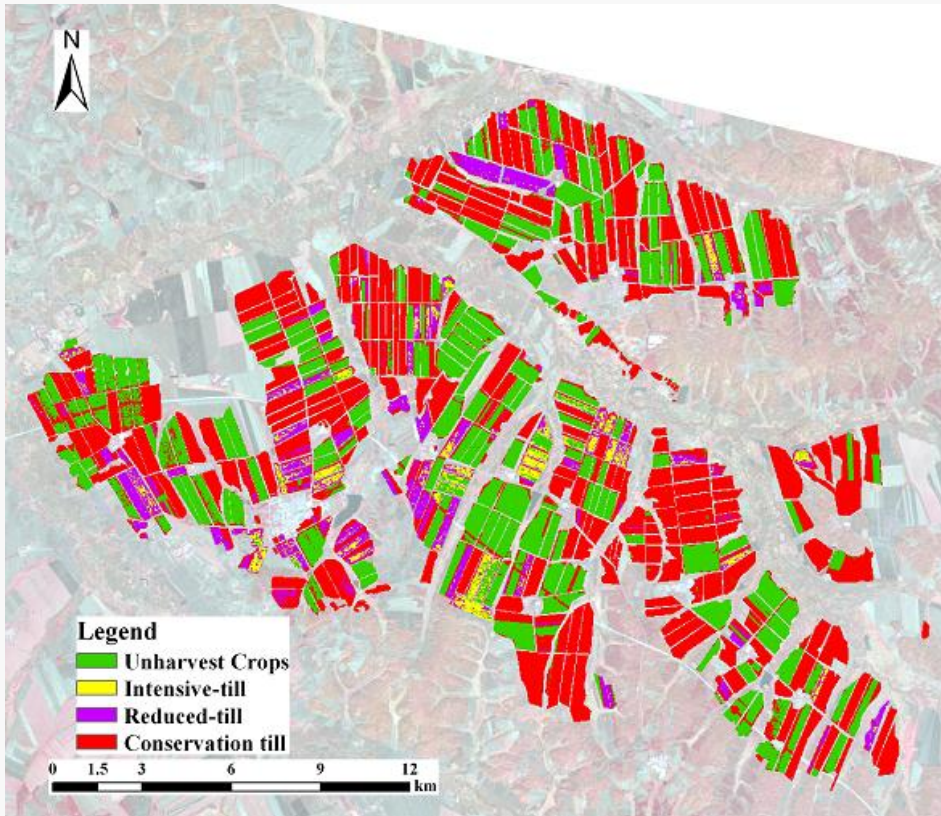 N
Legend
Unharvest Crops
Intensive-till
Reduced-till
Conservation till
0 1.5 3 6 9 12
km